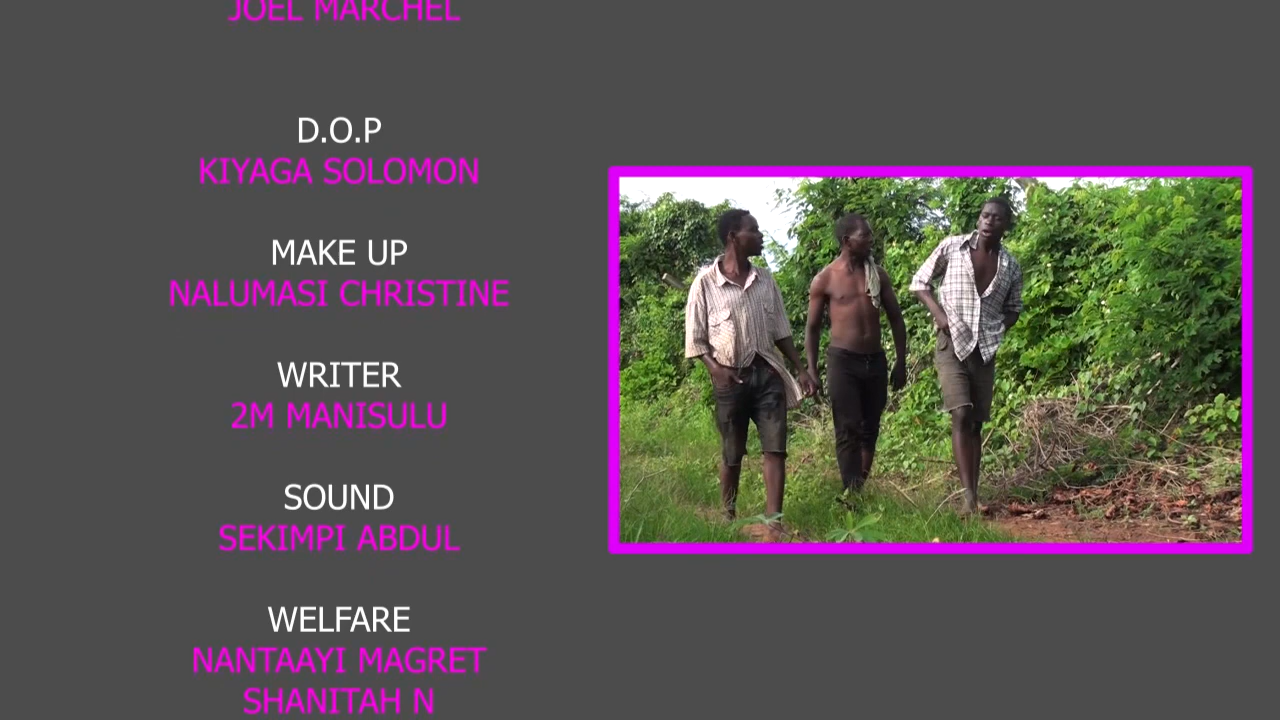 JOEL MARCHEL
D.O.P
KIYAGA SOLOMON
MAKE UP
NALUMASI CHRISTINE
WRITER
2M MANISULU
SOUND
SEKIMPI ABDUL
WELFARE
NANTAAYI MAGRET
SHANITAH N